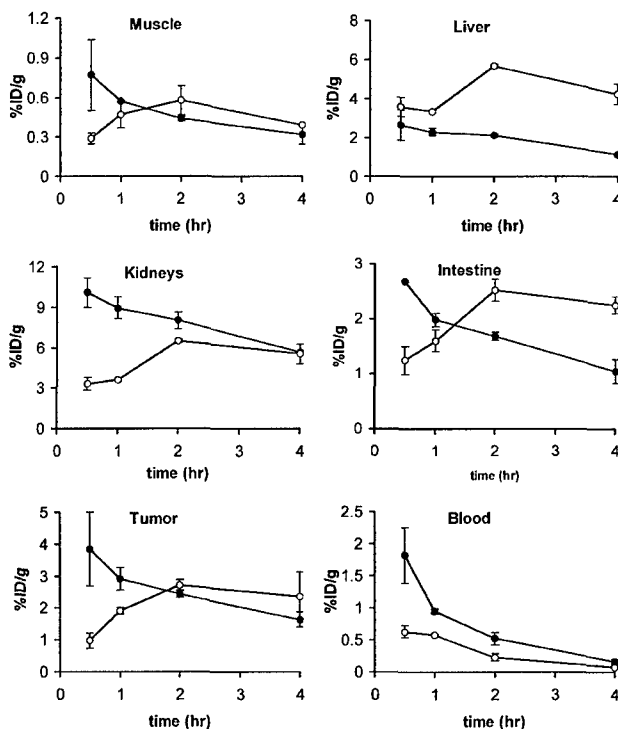 Muscle
%ID/g
1.2
0.9
0.6
0.3
0
0 1 2 3 4
time (hr)
Liver
%ID/g
8
6
4
2
0
0 1 2 3 4
time (hr)
Kidneys
%ID/g
12
9
6
3
0
0 1 2 3 4
time (hr)
Intestine
%ID/g
3
2
1
0
0 1 2 3 4
time (hr)
Tumor
%ID/g
5
4
3
2
1
0
0 1 2 3 4
time (hr)
Blood
%ID/g
2.5
2
1.5
1
0.5
0
0 1 2 3 4
time (hr)